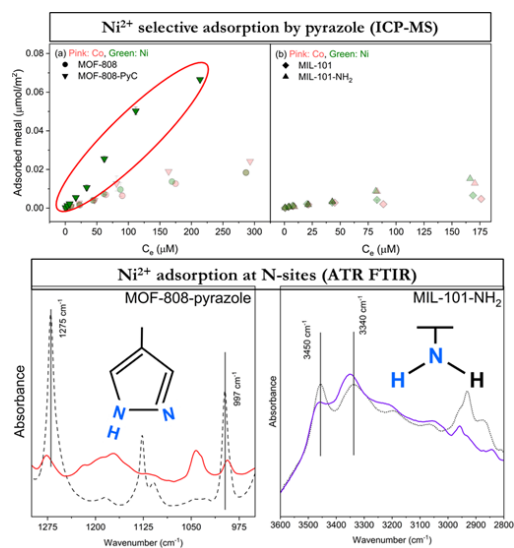 Ni²⁺ selective adsorption by pyrazole (ICP-MS)
(a) Pink: Co, Green: Ni
MOF-808
MOF-808-PyC
(b) Pink: Co, Green: Ni
MIL-101
MIL-101-NH₂
Adsorbed metal (µmol/m²)
0.08
0.06
0.04
0.02
0.00
0 50 100 150 200 250 300
0 25 50 75 100 125 150 175
Cₑ (µM)
Cₑ (µM)
Ni²⁺ adsorption at N-sites (ATR FTIR)
MOF-808-pyrazole
MIL-101-NH₂
1275 cm⁻¹
997 cm⁻¹
3450 cm⁻¹
3340 cm⁻¹
N
H
N
N
H
H
Absorbance
Absorbance
1275 1200 1125 1050 975
3600 3400 3200 3000 2800
Wavenumber (cm⁻¹)
Wavenumber (cm⁻¹)